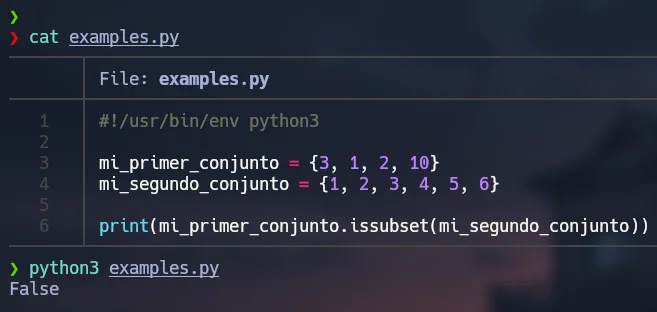 ❯
❯ cat examples.py
File: examples.py
1 #!/usr/bin/env python3
2
3 mi_primer_conjunto = {3, 1, 2, 10}
4 mi_segundo_conjunto = {1, 2, 3, 4, 5, 6}
5
6 print(mi_primer_conjunto.issubset(mi_segundo_conjunto))
❯ python3 examples.py
False